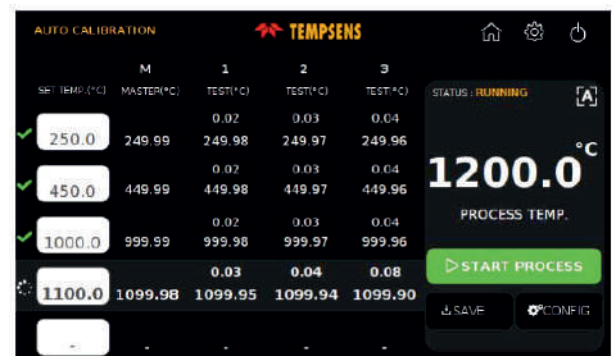 AUTO CALIBRATION
TEMPSENS
M 1 2 3
SET TEMP.(°C) MASTER(°C) TEST(°C) TEST(°C) TEST(°C)
0.02 0.03 0.04
250.0 249.99 249.98 249.97 249.96
0.02 0.03 0.04
450.0 449.99 449.98 449.97 449.96
0.02 0.03 0.04
1000.0 999.99 999.98 999.97 999.96
0.03 0.04 0.08
1100.0 1099.98 1099.95 1099.94 1099.90
- - - - -
STATUS : RUNNING [A]
1200.0 °C
PROCESS TEMP.
START PROCESS
SAVE CONFIG